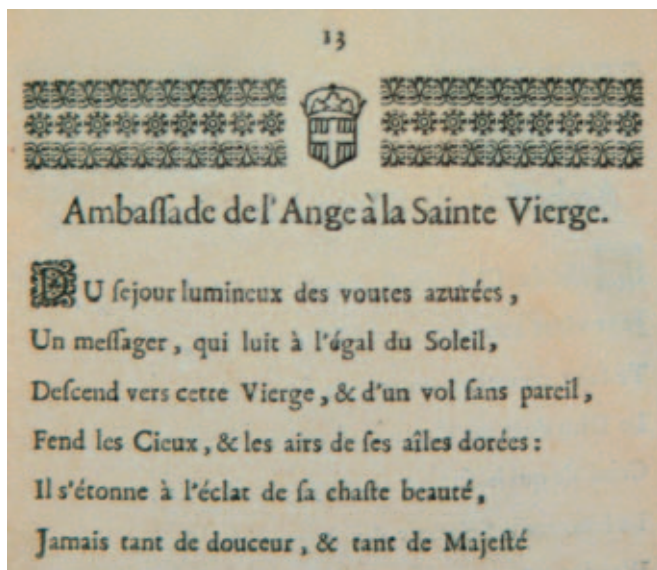 13
Ambaſſade de l'Ange à la Sainte Vierge.
DU ſejour lumineux des voutes azurées,
Un meſſager, qui luit à l'égal du Soleil,
Deſcend vers cette Vierge, & d'un vol ſans pareil,
Fend les Cieux, & les airs de ſes aîles dorées:
Il s'étonne à l'éclat de ſa chaſte beauté,
Jamais tant de douceur, & tant de Majeſté